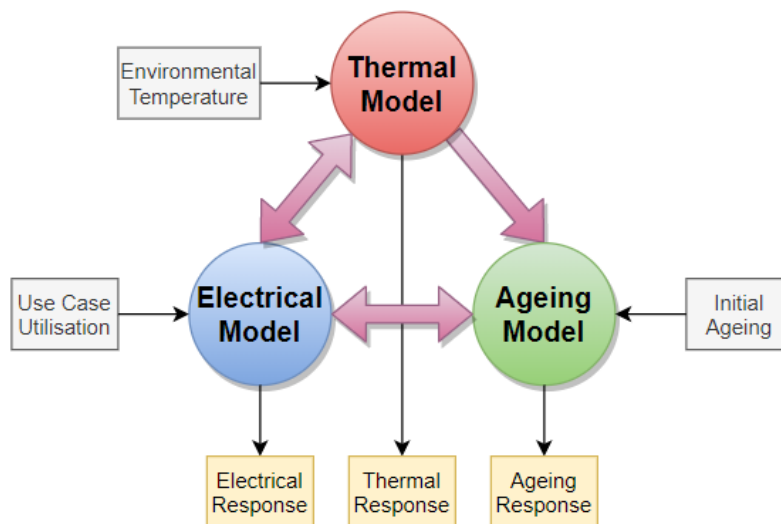 Environmental
Temperature
Thermal
Model
Use Case
Utilisation
Electrical
Model
Ageing
Model
Initial
Ageing
Electrical
Response
Thermal
Response
Ageing
Response